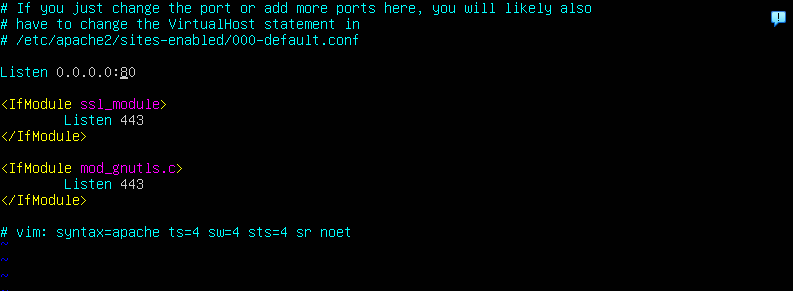 # If you just change the port or add more ports here, you will likely also
# have to change the VirtualHost statement in
# /etc/apache2/sites-enabled/000-default.conf
Listen 0.0.0.0:80
<IfModule ssl_module>
Listen 443
</IfModule>
<IfModule mod_gnutls.c>
Listen 443
</IfModule>
# vim: syntax=apache ts=4 sw=4 sts=4 sr noet
~
~
~
~